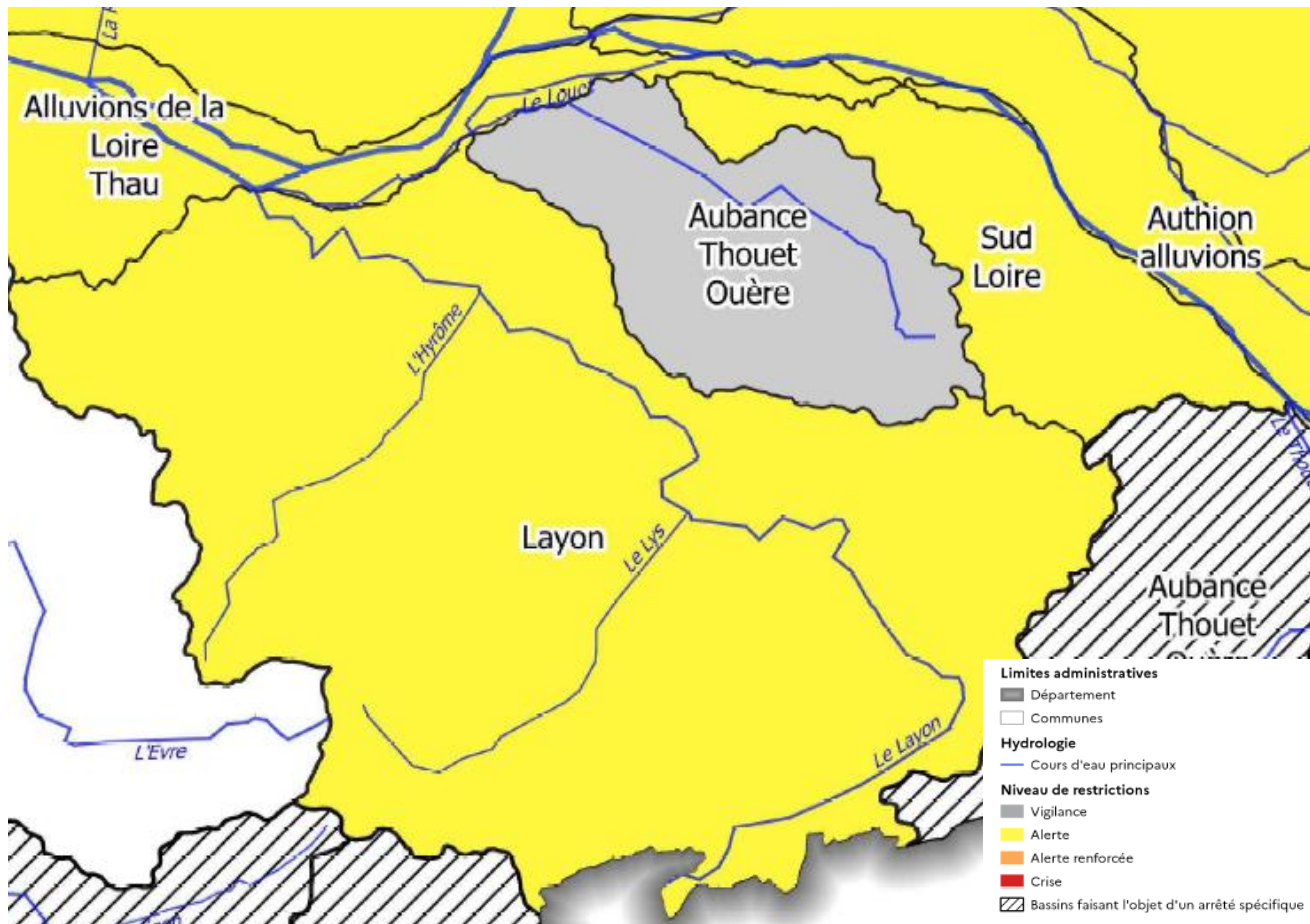 Alluvions de la
Loire
Thau
Le Louet
Aubance
Thouet
Ouère
Sud
Loire
Authion
alluvions
L'Hyrôme
Layon
Le Lys
Le Layon
L'Evre
Aubance
Thouet
Limites administratives
Département
Communes
Hydrologie
Cours d'eau principaux
Niveau de restrictions
Vigilance
Alerte
Alerte renforcée
Crise
Bassins faisant l'objet d'un arrêté spécifique